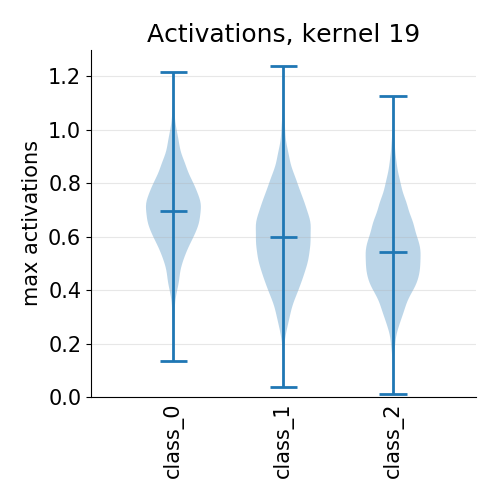 Activations, kernel 19
max activations
1.2
1.0
0.8
0.6
0.4
0.2
0.0
class_0
class_1
class_2